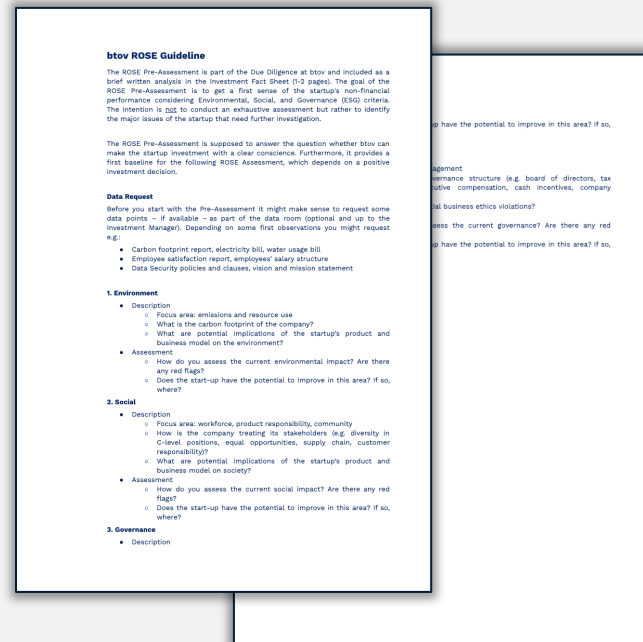 btov ROSE Guideline
The ROSE Pre-Assessment is part of the Due Diligence at btov and included as a
brief written analysis in the Investment Fact Sheet (1-2 pages). The goal of the
ROSE Pre-Assessment is to get a first sense of the startup's non-financial
performance considering Environmental, Social, and Governance (ESG) criteria.
The intention is not to conduct an exhaustive assessment but rather to identify
the major issues of the startup that need further investigation.
The ROSE Pre-Assessment is supposed to answer the question whether btov can
make the startup investment with a clear conscience. Furthermore, it provides a
first baseline for the following ROSE Assessment, which depends on a positive
investment decision.
Data Request
Before you start with the Pre-Assessment it might make sense to request some
data points – if available – as part of the data room (optional and up to the
Investment Manager). Depending on some first observations you might request
e.g.:
● Carbon footprint report, electricity bill, water usage bill
● Employee satisfaction report, employees' salary structure
● Data Security policies and clauses, vision and mission statement
1. Environment
● Description
○ Focus area: emissions and resource use
○ What is the carbon footprint of the company?
○ What are potential implications of the startup's product and
business model on the environment?
● Assessment
○ How do you assess the current environmental impact? Are there
any red flags?
○ Does the start-up have the potential to improve in this area? If so,
where?
2. Social
● Description
○ Focus area: workforce, product responsibility, community
○ How is the company treating its stakeholders (e.g. diversity in
C-level positions, equal opportunities, supply chain, customer
responsibility)?
○ What are potential implications of the startup's product and
business model on society?
● Assessment
○ How do you assess the current social impact? Are there any red
flags?
○ Does the start-up have the potential to improve in this area? If so,
where?
3. Governance
● Description
up have the potential to improve in this area? If so,
agement
vernance structure (e.g. board of directors, tax
cutive compensation, cash incentives, company
ial business ethics violations?
sess the current governance? Are there any red
up have the potential to improve in this area? If so,